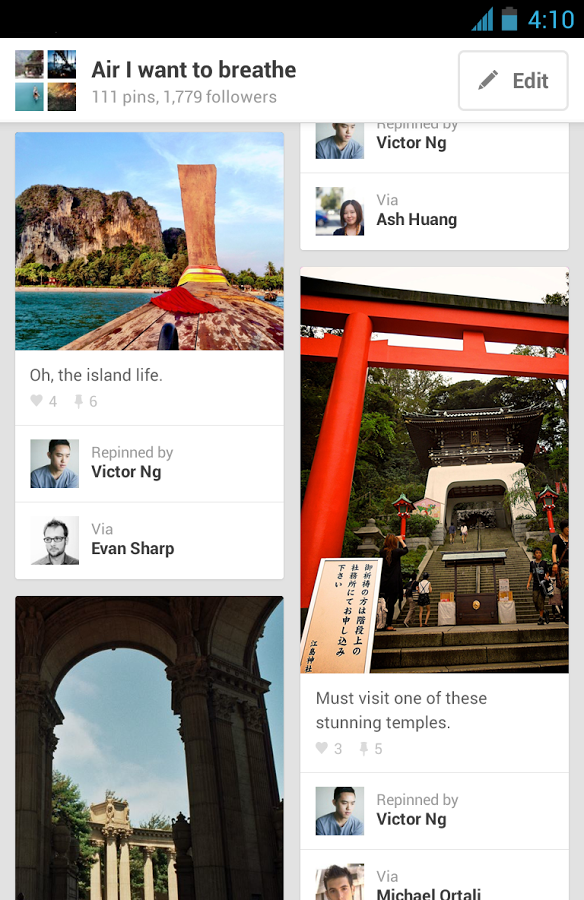 4:10
Air I want to breathe
111 pins, 1,779 followers
Edit
Oh, the island life.
4 6
Repinned by
Victor Ng
Via
Evan Sharp
Repinned by
Victor Ng
Via
Ash Huang
御祈祷の方は階段上の
社務所にてお申し込み
下さい
江島神社
Must visit one of these
stunning temples.
3 5
Repinned by
Victor Ng
Via
Michael Ortali